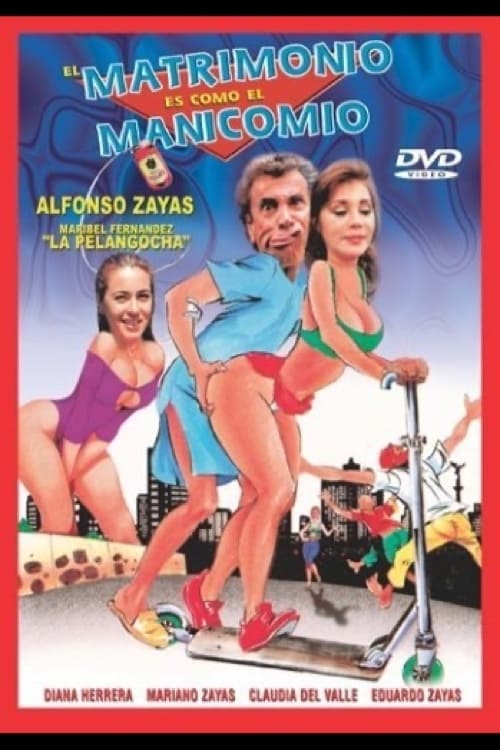 EL MATRIMONIO
ES COMO EL
MANICOMIO
DVD
VIDEO
ALFONSO ZAYAS
MARIBEL FERNANDEZ
"LA PELANGOCHA"
DIANA HERRERA MARIANO ZAYAS CLAUDIA DEL VALLE EDUARDO ZAYAS